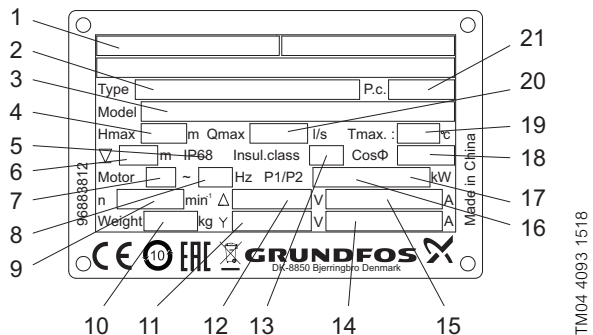 1
2
3
4
5
6
7
8
9
10
11
12
13
14
15
16
17
18
19
20
21
Type P.c.
Model
Hmax m Qmax l/s Tmax. : °C
▽ m IP68 Insul.class CosΦ
Motor ~ Hz P1/P2 kW
n min⁻¹ △ V A
Weight kg Y V A
96883812
Made in China
CE 10 EAC GRUNDFOS X
DK-8850 Bjerringbro Denmark
TM04 4093 1518